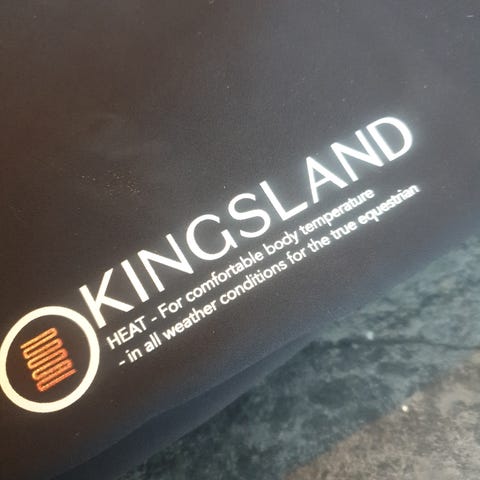 KINGSLAND
HEAT - For comfortable body temperature
- in all weather conditions for the true equestrian